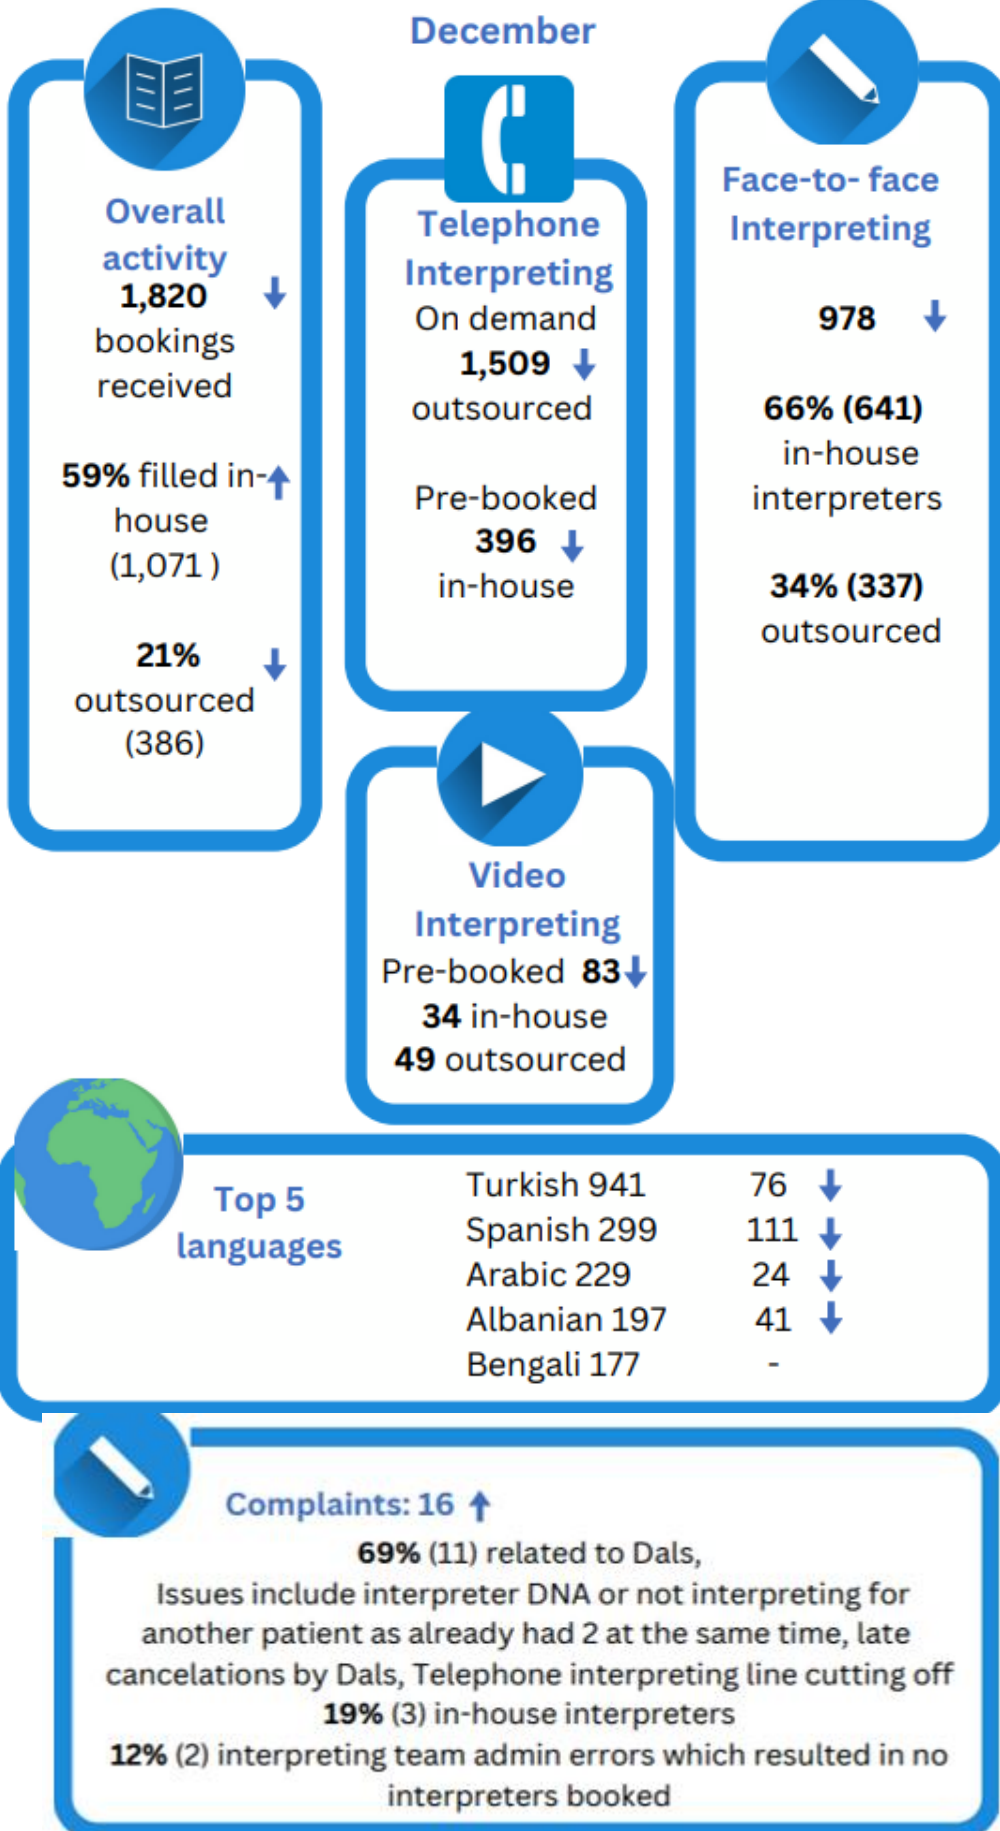 December
Overall
activity
1,820
bookings
received
59% filled in-
house
(1,071 )
21%
outsourced
(386)
Telephone
Interpreting
On demand
1,509
outsourced
Pre-booked
396
in-house
Face-to- face
Interpreting
978
66% (641)
in-house
interpreters
34% (337)
outsourced
Video
Interpreting
Pre-booked 83
34 in-house
49 outsourced
Top 5
languages
Turkish 941 76
Spanish 299 111
Arabic 229 24
Albanian 197 41
Bengali 177 -
Complaints: 16
69% (11) related to Dals,
Issues include interpreter DNA or not interpreting for
another patient as already had 2 at the same time, late
cancelations by Dals, Telephone interpreting line cutting off
19% (3) in-house interpreters
12% (2) interpreting team admin errors which resulted in no
interpreters booked